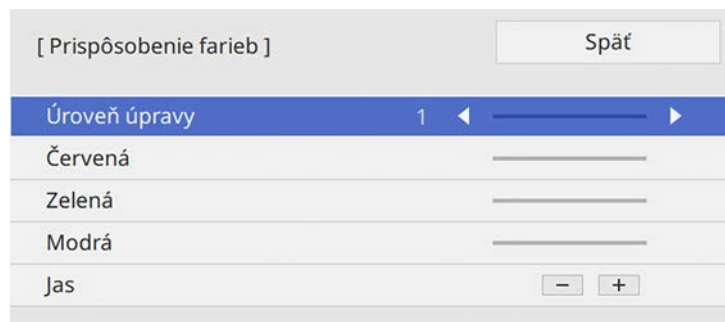 [ Prispôsobenie farieb ]
Späť
Úroveň úpravy 1
Červená
Zelená
Modrá
Jas − +